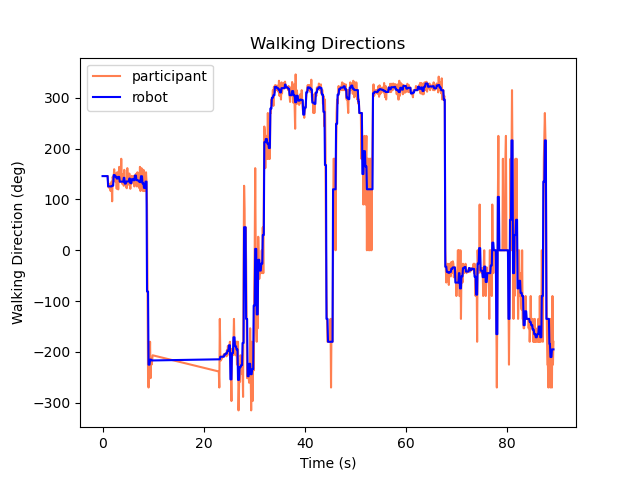 Walking Directions
participant
robot
Walking Direction (deg)
300
200
100
0
−100
−200
−300
0 20 40 60 80
Time (s)